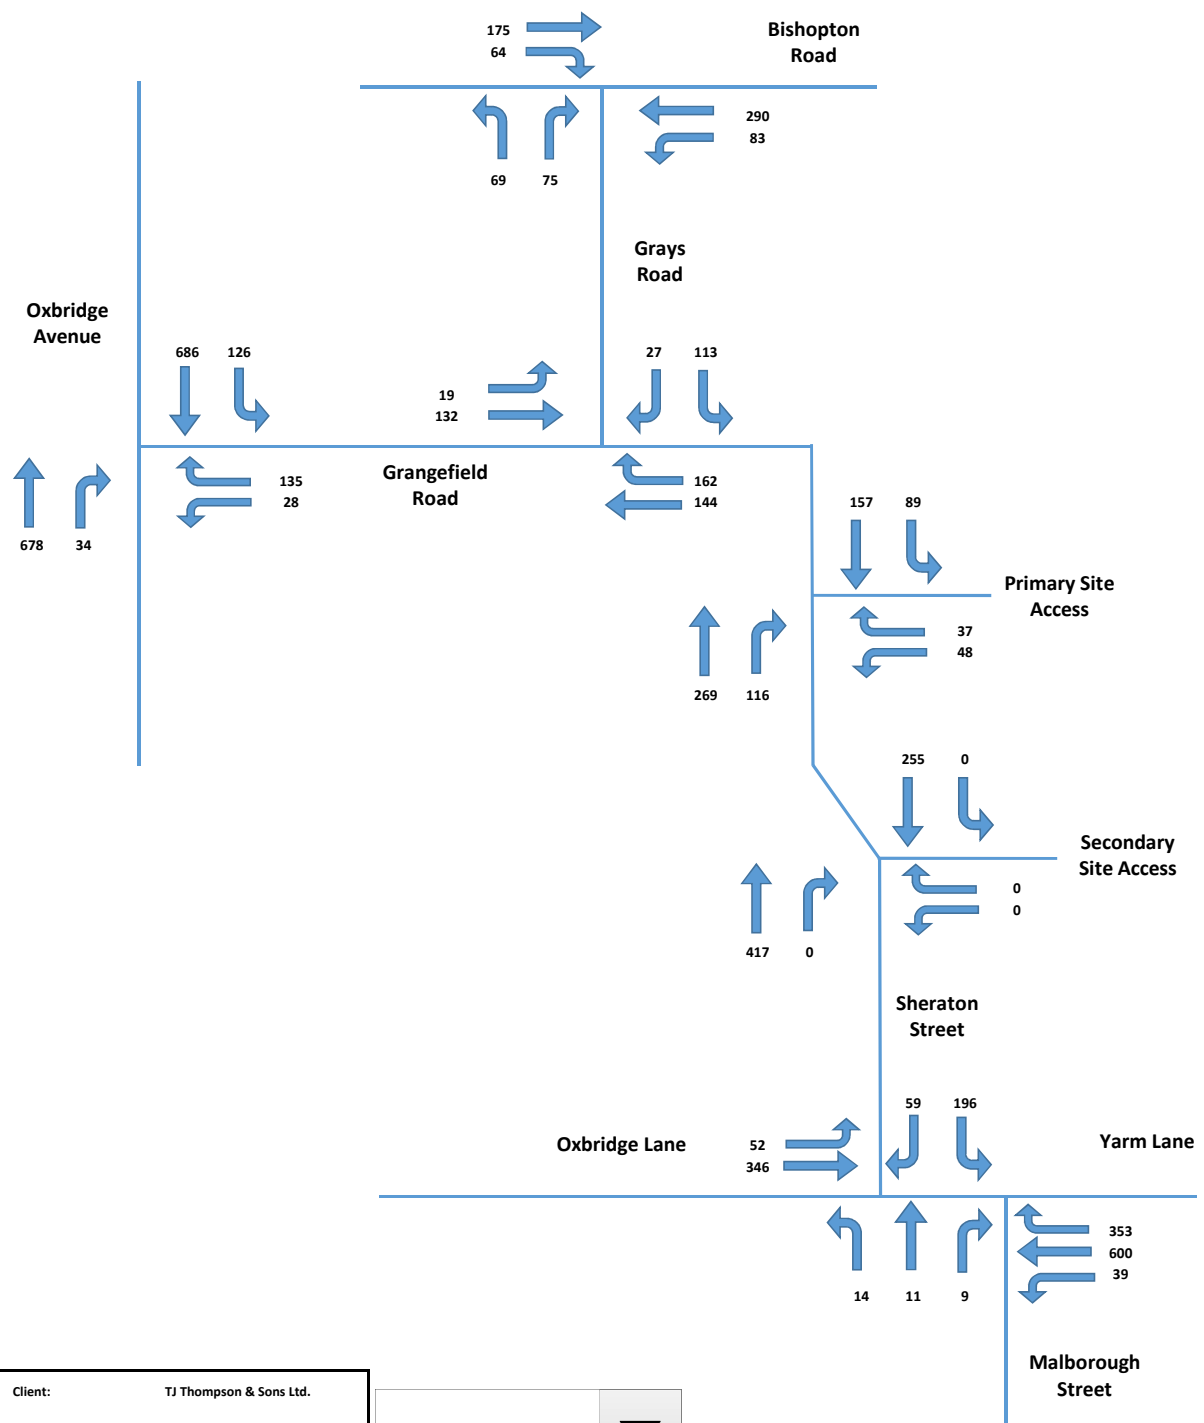 175
Bishopton
Road
64
290
83
69 75
Grays
Road
Oxbridge
Avenue
686 126
27 113
19
132
Grangefield
Road
135
28
162
144
157 89
678 34
Primary Site
Access
37
48
269 116
255 0
Secondary
Site Access
0
0
417 0
Sheraton
Street
59 196
Oxbridge Lane
52
346
Yarm Lane
353
600
39
14 11 9
Malborough
Street
Client: TJ Thompson & Sons Ltd.